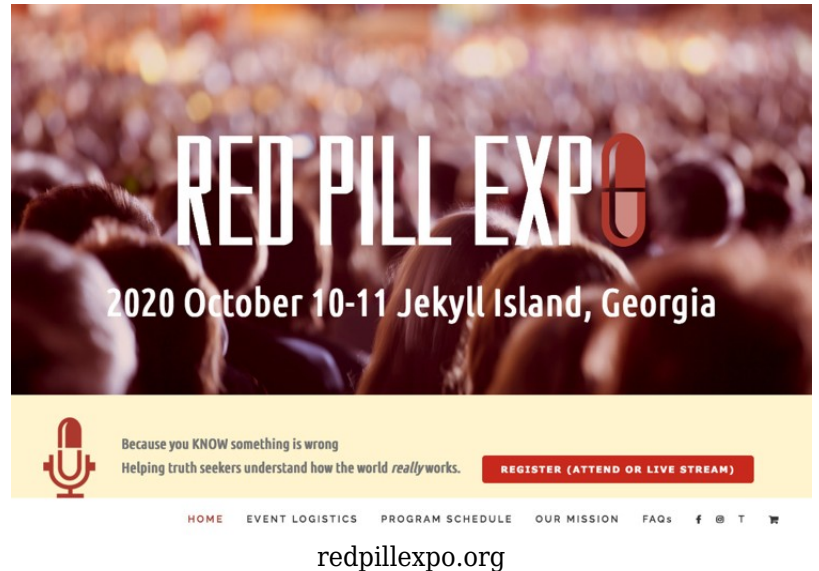 RED PILL EXPO
2020 October 10-11 Jekyll Island, Georgia
Because you KNOW something is wrong
Helping truth seekers understand how the world really works.
REGISTER (ATTEND OR LIVE STREAM)
HOME EVENT LOGISTICS PROGRAM SCHEDULE OUR MISSION FAQs f T
redpillexpo.org